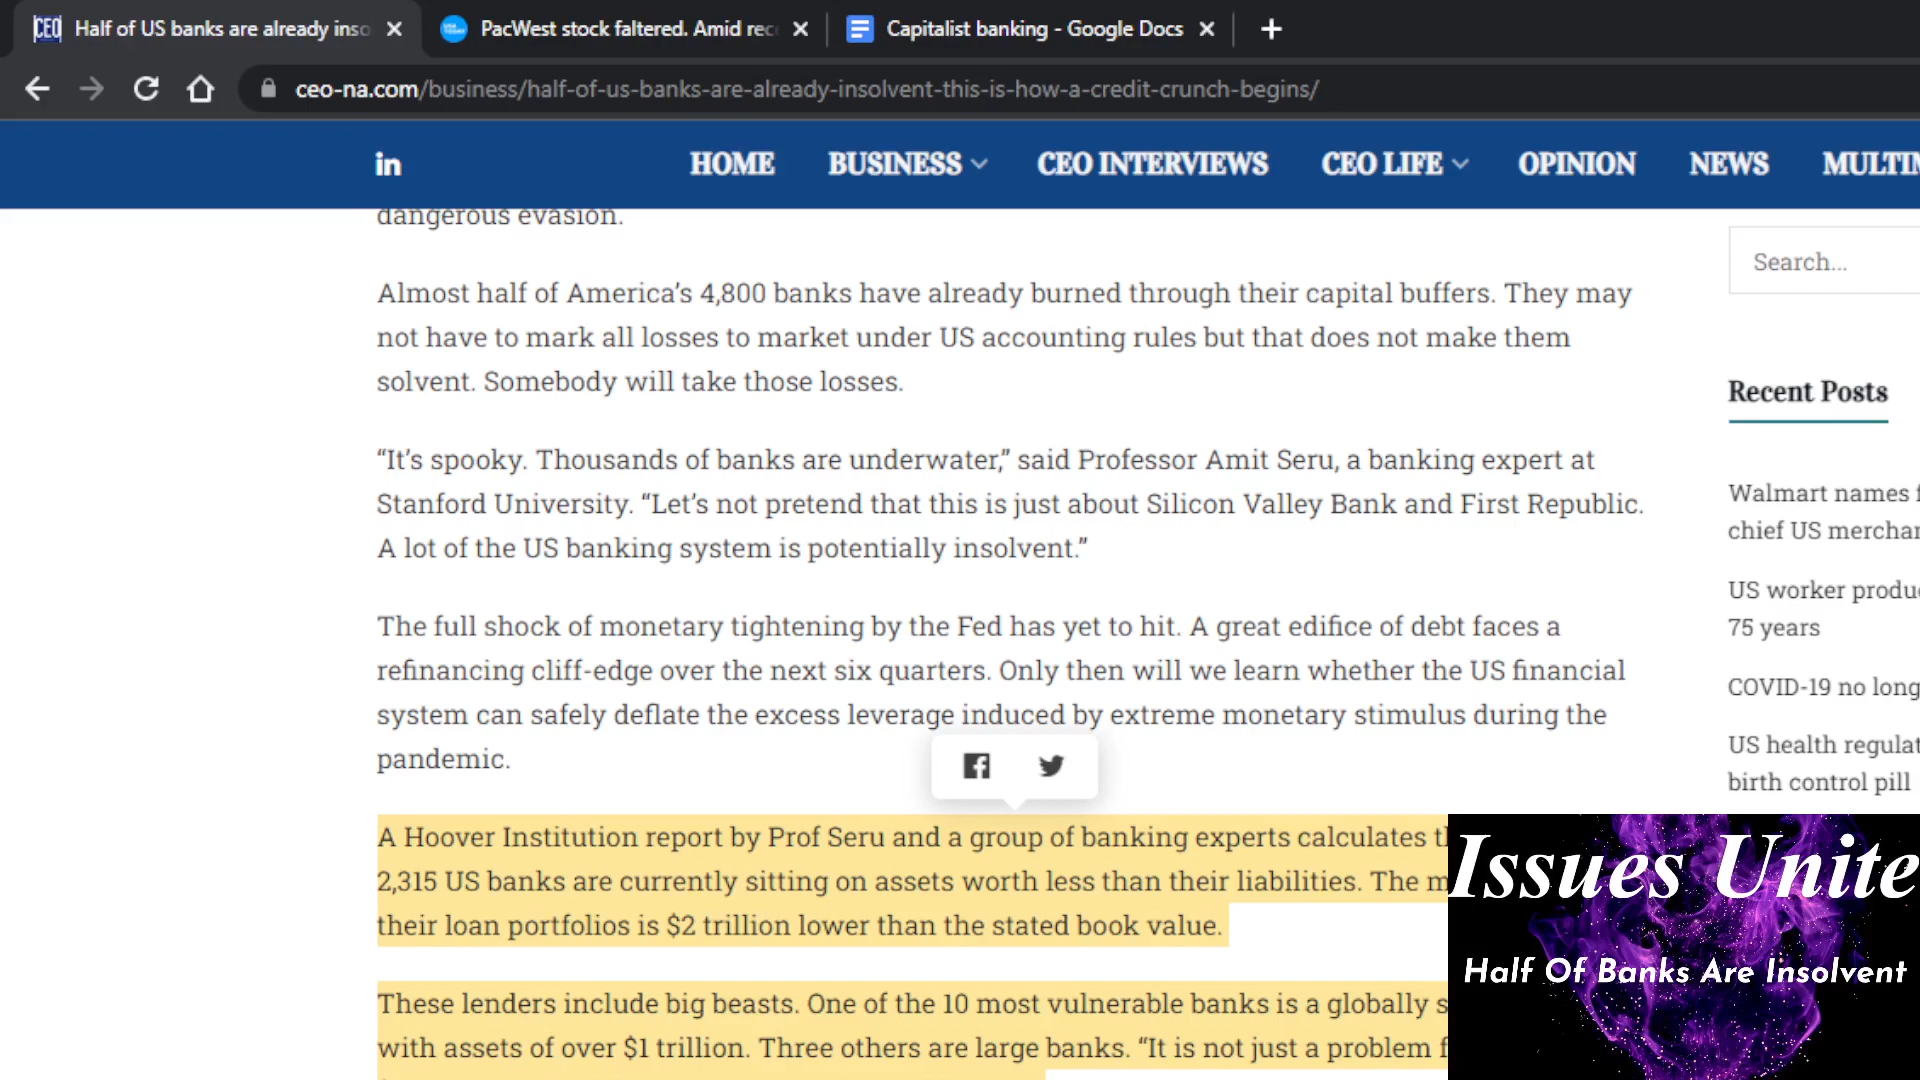 CEO Half of US banks are already inso
PacWest stock faltered. Amid rec
Capitalist banking - Google Docs
ceo-na.com/business/half-of-us-banks-are-already-insolvent-this-is-how-a-credit-crunch-begins/
in HOME BUSINESS CEO INTERVIEWS CEO LIFE OPINION NEWS MULTIM
dangerous evasion.
Almost half of America’s 4,800 banks have already burned through their capital buffers. They may
not have to mark all losses to market under US accounting rules but that does not make them
solvent. Somebody will take those losses.
“It’s spooky. Thousands of banks are underwater,” said Professor Amit Seru, a banking expert at
Stanford University. “Let’s not pretend that this is just about Silicon Valley Bank and First Republic.
A lot of the US banking system is potentially insolvent.”
The full shock of monetary tightening by the Fed has yet to hit. A great edifice of debt faces a
refinancing cliff-edge over the next six quarters. Only then will we learn whether the US financial
system can safely deflate the excess leverage induced by extreme monetary stimulus during the
pandemic.
A Hoover Institution report by Prof Seru and a group of banking experts calculates th
2,315 US banks are currently sitting on assets worth less than their liabilities. The m
their loan portfolios is $2 trillion lower than the stated book value.
These lenders include big beasts. One of the 10 most vulnerable banks is a globally s
with assets of over $1 trillion. Three others are large banks. “It is not just a problem f
Search...
Recent Posts
Walmart names f
chief US merchan
US worker produc
75 years
COVID-19 no long
US health regulat
birth control pill
Issues Unite
Half Of Banks Are Insolvent